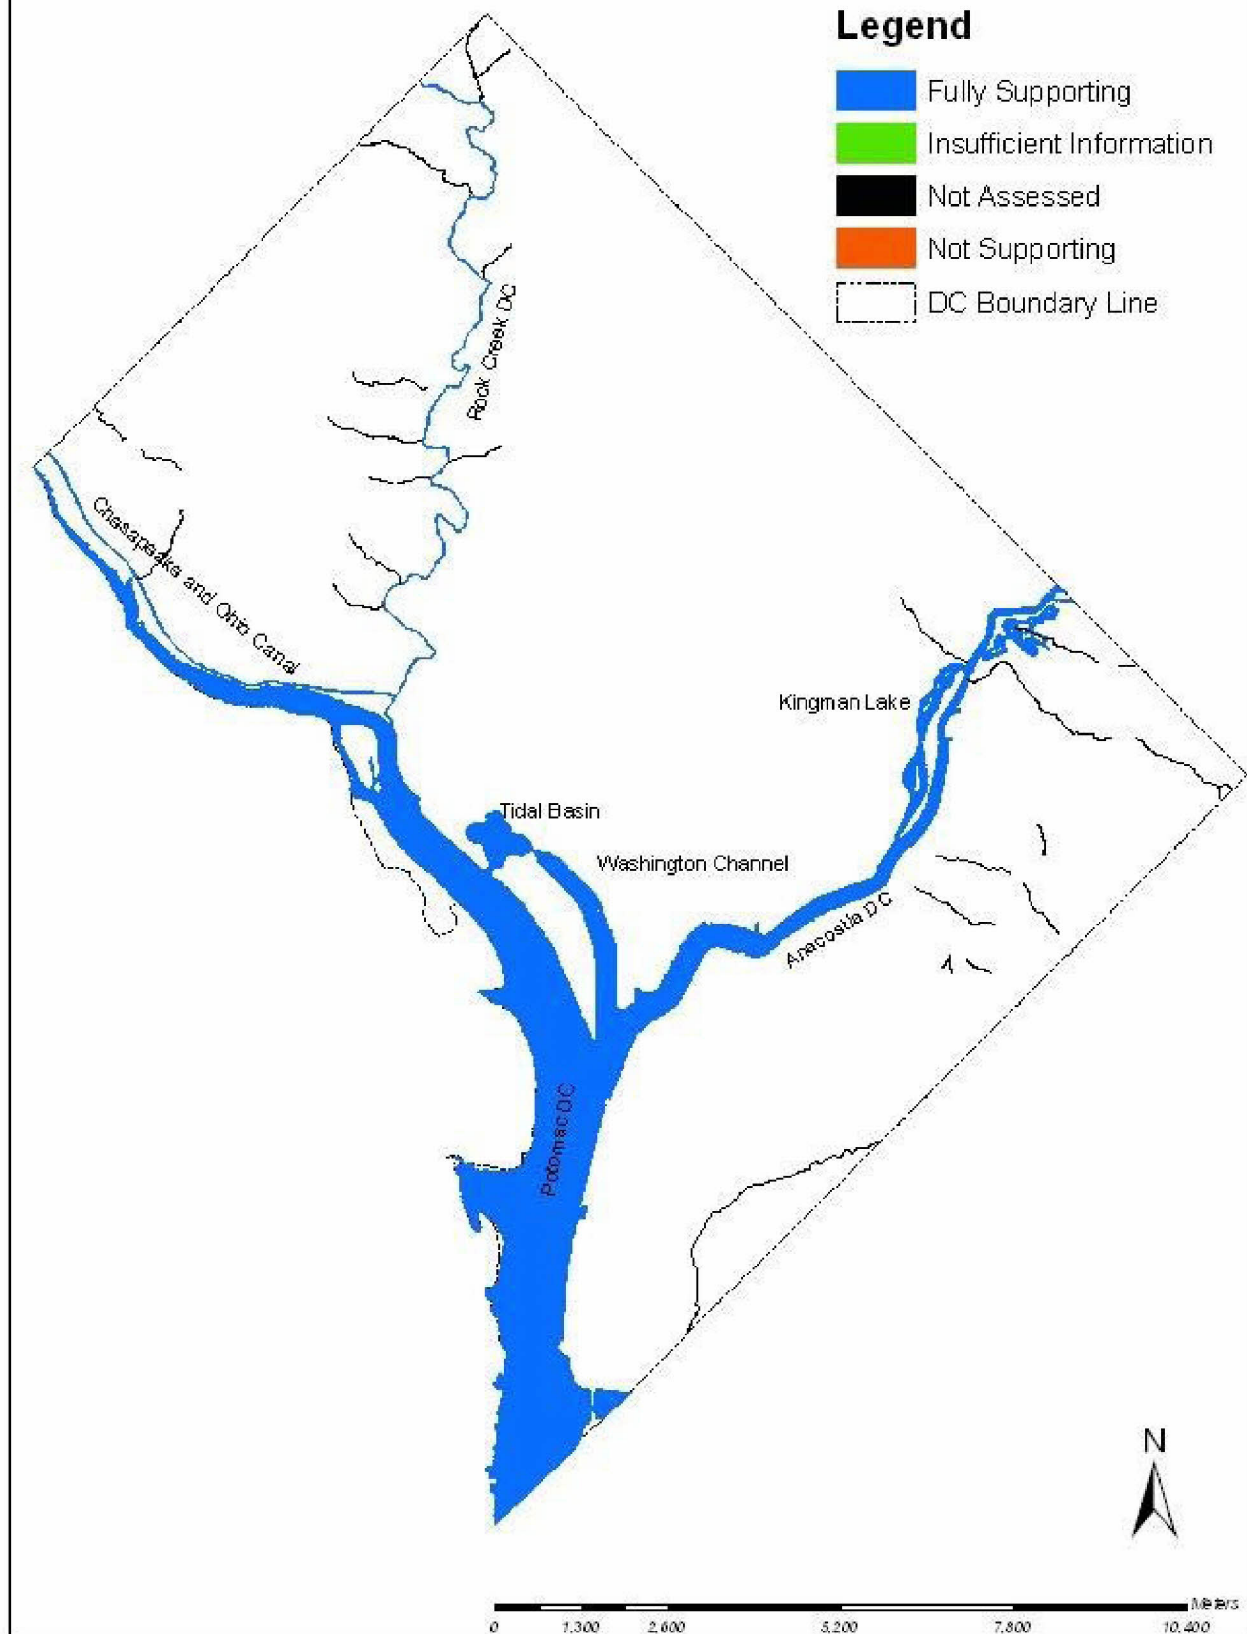 Legend
Fully Supporting
Insufficient Information
Not Assessed
Not Supporting
DC Boundary Line
Rock Creek DC
Chesapeake and Ohio Canal
Kingman Lake
Tidal Basin
Washington Channel
Anacostia DC
Potomac DC
N
Meters
0 1,300 2,600 5,200 7,800 10,400